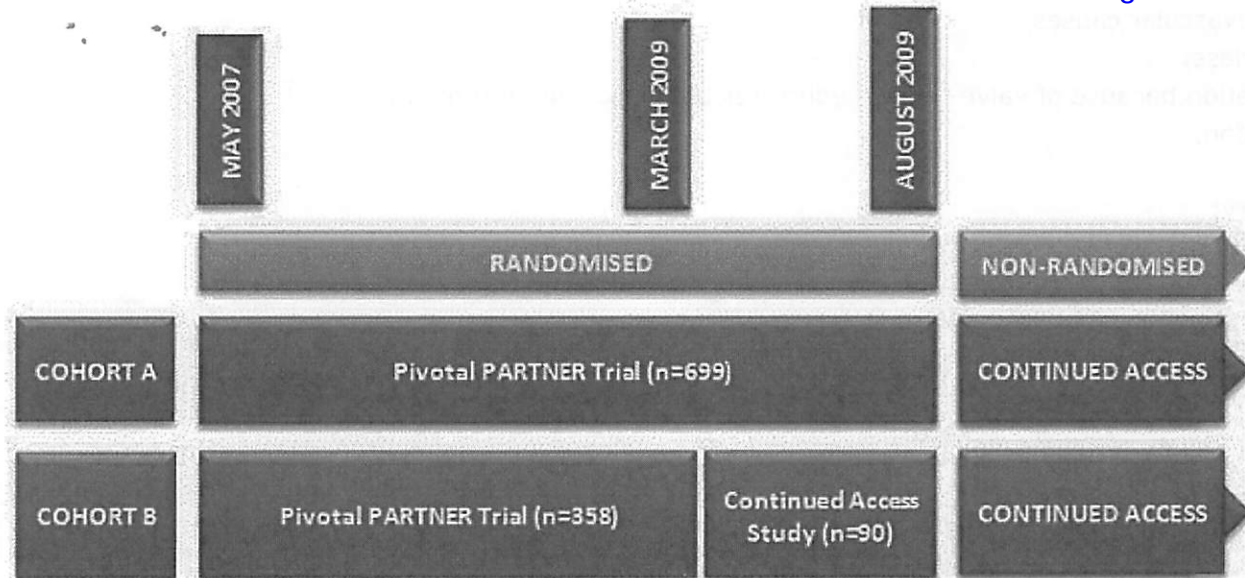 MAY 2007
MARCH 2009
AUGUST 2009
RANDOMISED
NON-RANDOMISED
COHORT A
Pivotal PARTNER Trial (n=699)
CONTINUED ACCESS
COHORT B
Pivotal PARTNER Trial (n=358)
Continued Access
Study (n=90)
CONTINUED ACCESS